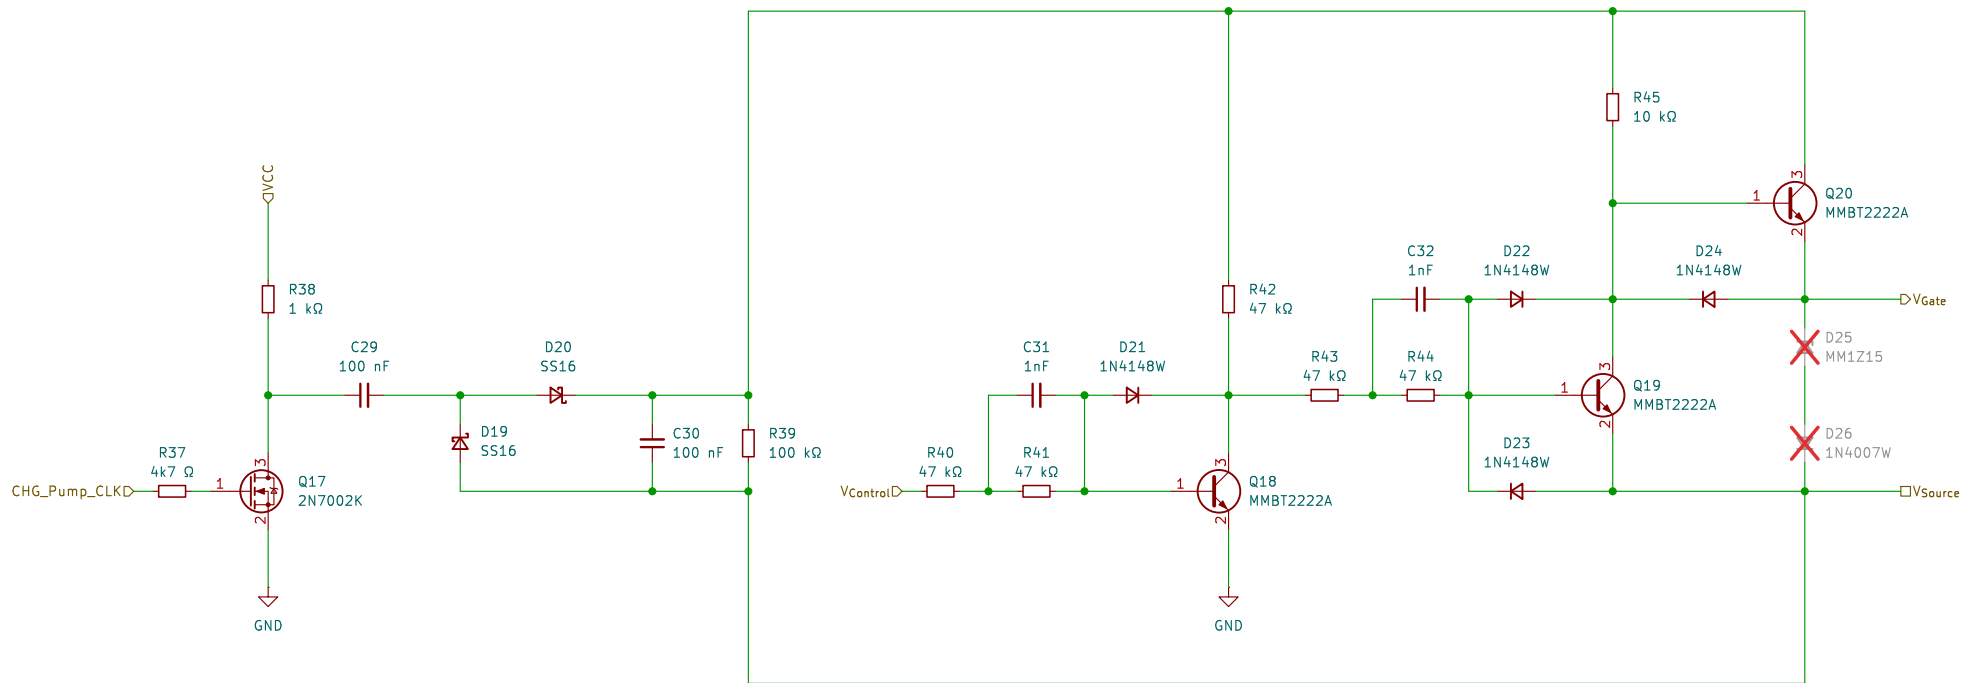 R45
10 kΩ
VCC
Q20
MMBT2222A
1
3
2
C32
1nF
D22
1N4148W
D24
1N4148W
R38
1 kΩ
R42
47 kΩ
VGate
C29
100 nF
D20
SS16
C31
1nF
D21
1N4148W
R43
47 kΩ
R44
47 kΩ
D25
MM1Z15
1
3
2
Q19
MMBT2222A
D19
SS16
C30
100 nF
R39
100 kΩ
D26
1N4007W
R37
4k7 Ω
R40
47 kΩ
R41
47 kΩ
D23
1N4148W
CHG_Pump_CLK
1
3
2
Q17
2N7002K
VControl
1
3
2
Q18
MMBT2222A
VSource
GND
GND